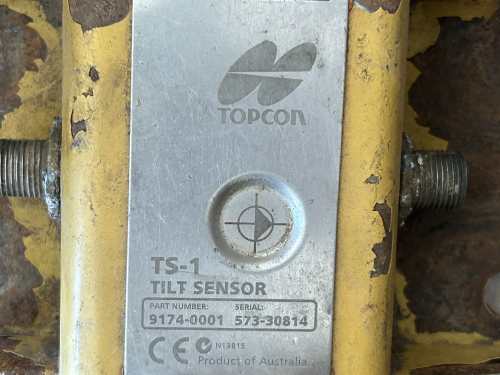 TOPCON
TS-1
TILT SENSOR
PART NUMBER: SERIAL:
9174-0001 573-30814
CE N13815
Product of Australia